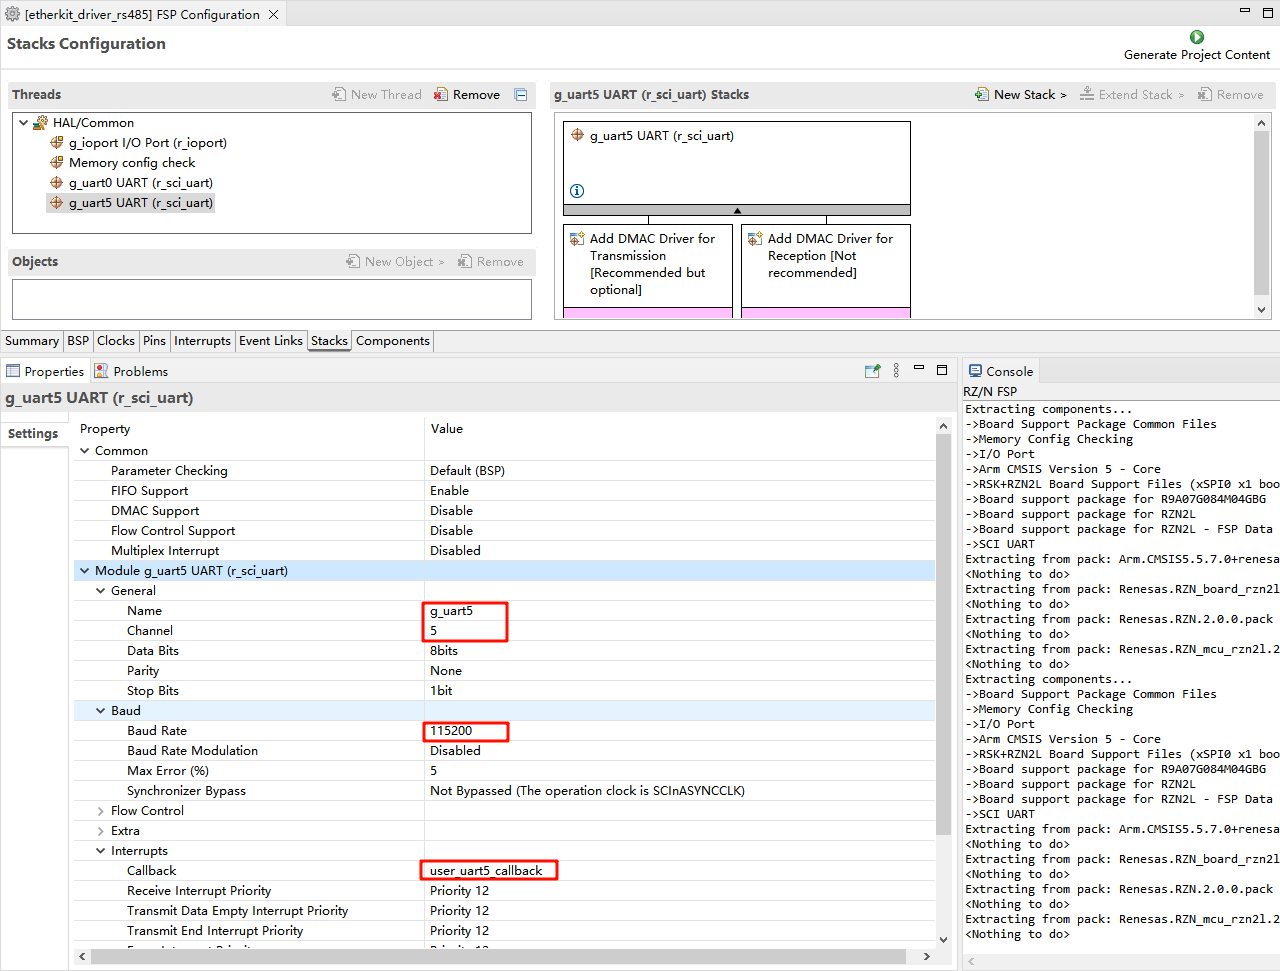 [etherkit_driver_rs485] FSP Configuration
Stacks Configuration
Generate Project Content
Threads
New Thread
Remove
HAL/Common
g_ioport I/O Port (r_ioport)
Memory config check
g_uart0 UART (r_sci_uart)
g_uart5 UART (r_sci_uart)
Objects
New Object >
Remove
g_uart5 UART (r_sci_uart) Stacks
New Stack >
Extend Stack >
Remove
g_uart5 UART (r_sci_uart)
Add DMAC Driver for
Transmission
[Recommended but
optional]
Add DMAC Driver for
Reception [Not
recommended]
Summary BSP Clocks Pins Interrupts Event Links Stacks Components
Properties Problems
g_uart5 UART (r_sci_uart)
Settings
Property Value
Common
Parameter Checking Default (BSP)
FIFO Support Enable
DMAC Support Disable
Flow Control Support Disable
Multiplex Interrupt Disabled
Module g_uart5 UART (r_sci_uart)
General
Name g_uart5
Channel 5
Data Bits 8bits
Parity None
Stop Bits 1bit
Baud
Baud Rate 115200
Baud Rate Modulation Disabled
Max Error (%) 5
Synchronizer Bypass Not Bypassed (The operation clock is SCInASYNCCLK)
Flow Control
Extra
Interrupts
Callback user_uart5_callback
Receive Interrupt Priority Priority 12
Transmit Data Empty Interrupt Priority Priority 12
Transmit End Interrupt Priority Priority 12
Console
RZ/N FSP
Extracting components...
->Board Support Package Common Files
->Memory Config Checking
->I/O Port
->Arm CMSIS Version 5 - Core
->RSK+RZN2L Board Support Files (xSPI0 x1 boo
->Board support package for R9A07G084M04GBG
->Board support package for RZN2L
->Board support package for RZN2L - FSP Data
->SCI UART
Extracting from pack: Arm.CMSIS5.5.7.0+renesa
<Nothing to do>
Extracting from pack: Renesas.RZN_board_rzn2l
<Nothing to do>
Extracting from pack: Renesas.RZN.2.0.0.pack
<Nothing to do>
Extracting from pack: Renesas.RZN_mcu_rzn2l.2
<Nothing to do>
Extracting components...
->Board Support Package Common Files
->Memory Config Checking
->I/O Port
->Arm CMSIS Version 5 - Core
->RSK+RZN2L Board Support Files (xSPI0 x1 boo
->Board support package for R9A07G084M04GBG
->Board support package for RZN2L
->Board support package for RZN2L - FSP Data
->SCI UART
Extracting from pack: Arm.CMSIS5.5.7.0+renesa
<Nothing to do>
Extracting from pack: Renesas.RZN_board_rzn2l
<Nothing to do>
Extracting from pack: Renesas.RZN.2.0.0.pack
<Nothing to do>
Extracting from pack: Renesas.RZN_mcu_rzn2l.2
<Nothing to do>